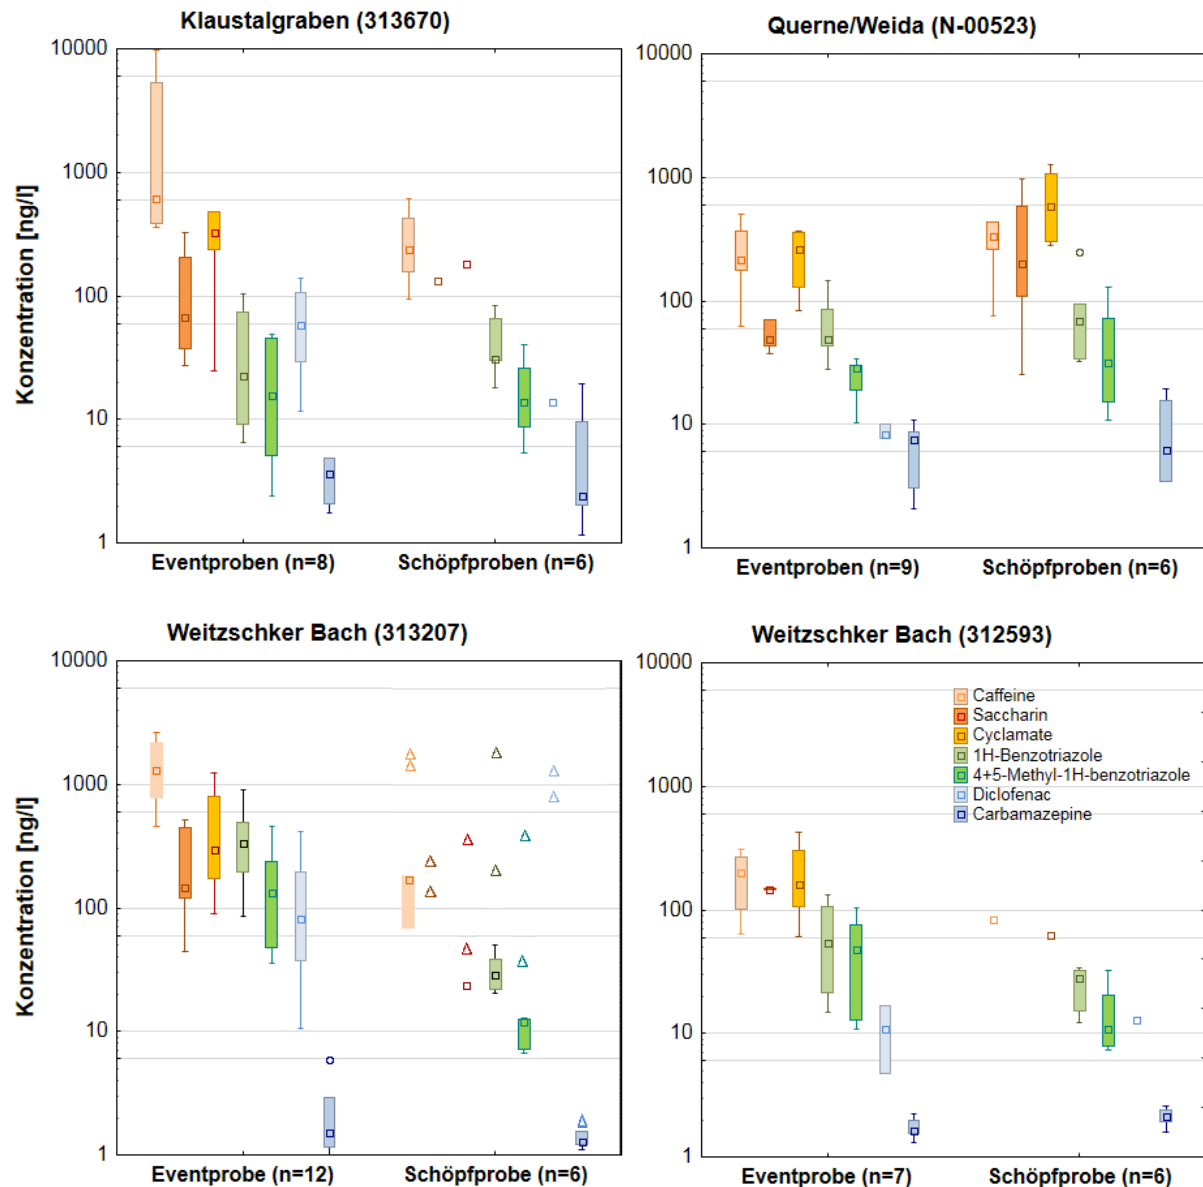 Klaustalgraben (313670)
Konzentration [ng/l]
10000
1000
100
10
1
Eventproben (n=8)
Schöpfproben (n=6)
Querne/Weida (N-00523)
10000
1000
100
10
1
Eventproben (n=9)
Schöpfproben (n=6)
Weitzschker Bach (313207)
Konzentration [ng/l]
10000
1000
100
10
1
Eventprobe (n=12)
Schöpfprobe (n=6)
Weitzschker Bach (312593)
10000
1000
100
10
1
Caffeine
Saccharin
Cyclamate
1H-Benzotriazole
4+5-Methyl-1H-benzotriazole
Diclofenac
Carbamazepine
Eventprobe (n=7)
Schöpfprobe (n=6)